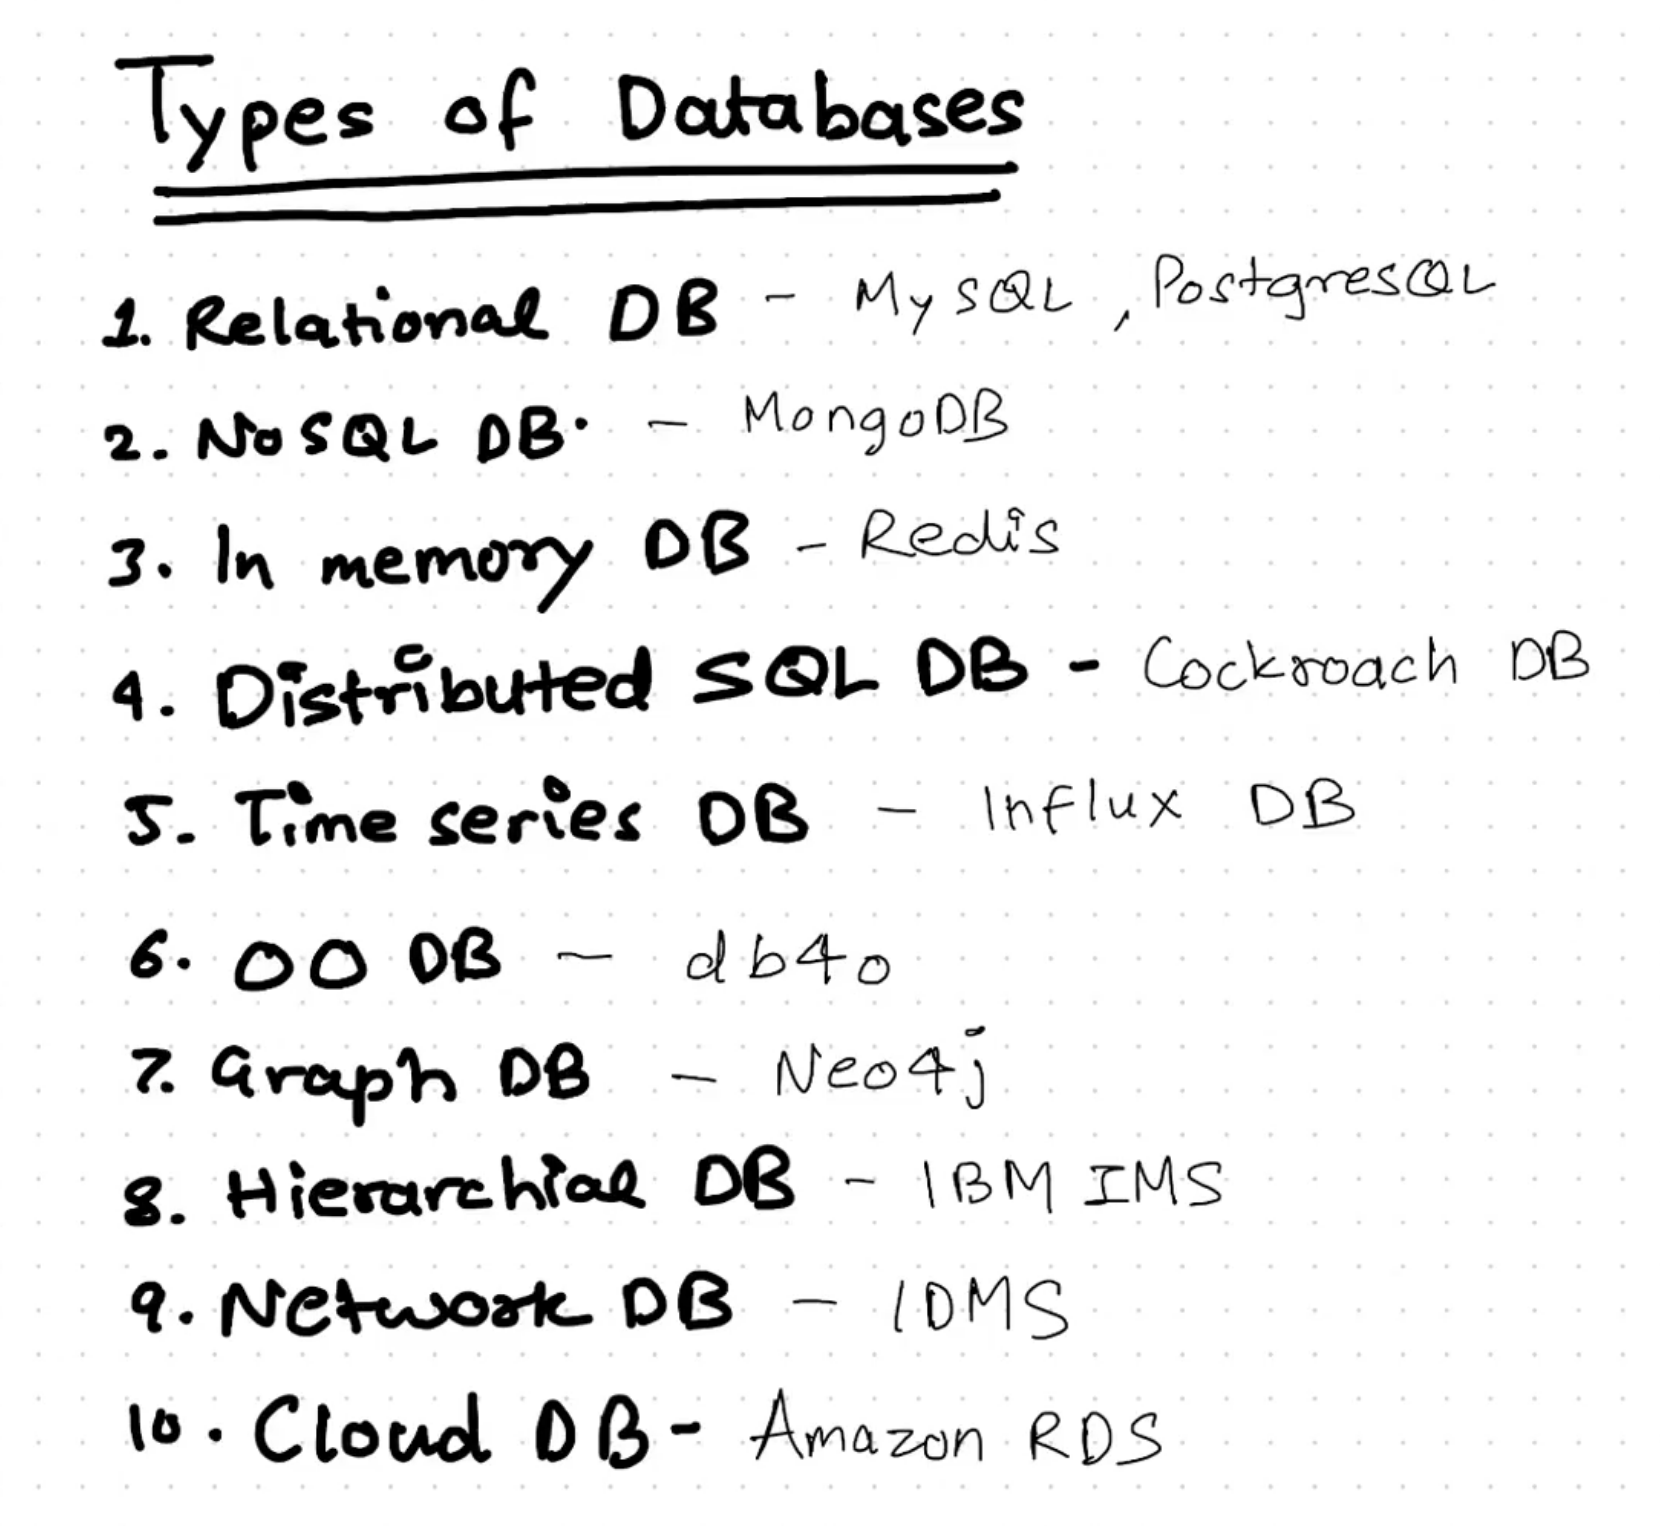 Types of Databases
1. Relational DB - MySQL, PostgresQL
2. NoSQL DB. - MongoDB
3. In memory DB - Redis
4. Distributed SQL DB - Cockroach DB
5. Time series DB - Influx DB
6. OO DB - db4o
7. Graph DB - Neo4j
8. Hierarchial DB - IBM IMS
9. Network DB - IDMS
10. Cloud DB - Amazon RDS